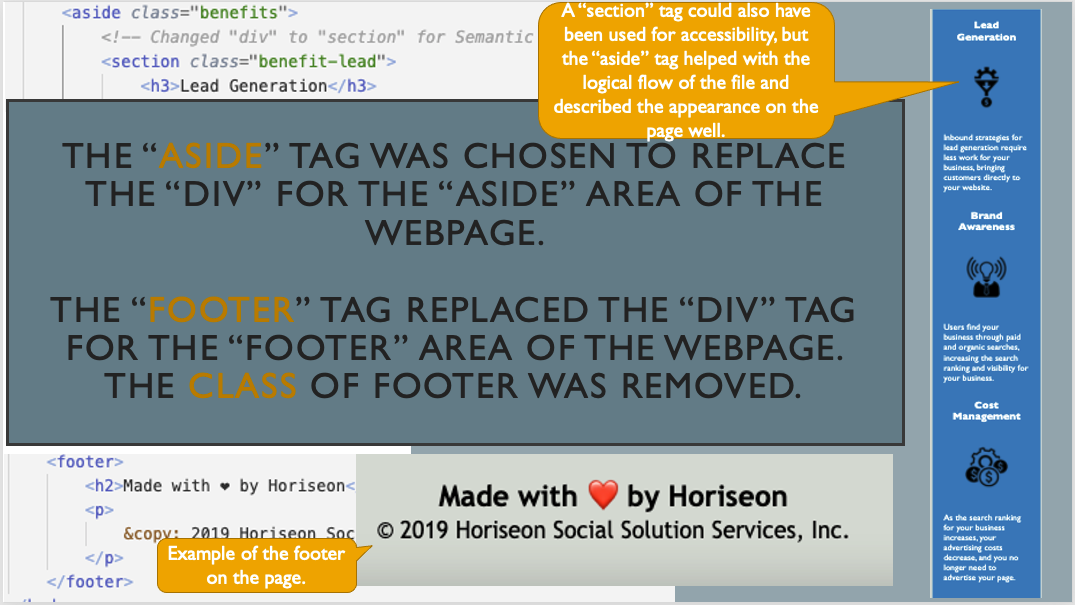 <aside class="benefits">
<!-- Changed "div" to "section" for Semantic
<section class="benefit-lead">
<h3>Lead Generation</h3>
A “section” tag could also have
been used for accessibility, but
the “aside” tag helped with the
logical flow of the file and
described the appearance on the
page well.
THE “ASIDE” TAG WAS CHOSEN TO REPLACE
THE “DIV” FOR THE “ASIDE” AREA OF THE
WEBPAGE.
THE “FOOTER” TAG REPLACED THE “DIV” TAG
FOR THE “FOOTER” AREA OF THE WEBPAGE.
THE CLASS OF FOOTER WAS REMOVED.
<footer>
<h2>Made with ❤ by Horiseon<
<p>
&copy; 2019 Horiseon Soc
</p>
</footer>
Example of the footer
on the page.
Made with ❤️ by Horiseon
© 2019 Horiseon Social Solution Services, Inc.
Lead
Generation
Inbound strategies for
lead generation require
less work for your
business, bringing
customers directly to
your website.
Brand
Awareness
Users find your
business through paid
and organic searches,
increasing the search
ranking and visibility for
your business.
Cost
Management
As the search ranking
for your business
increases, your
advertising costs
decrease, and you no
longer need to
advertise your page.